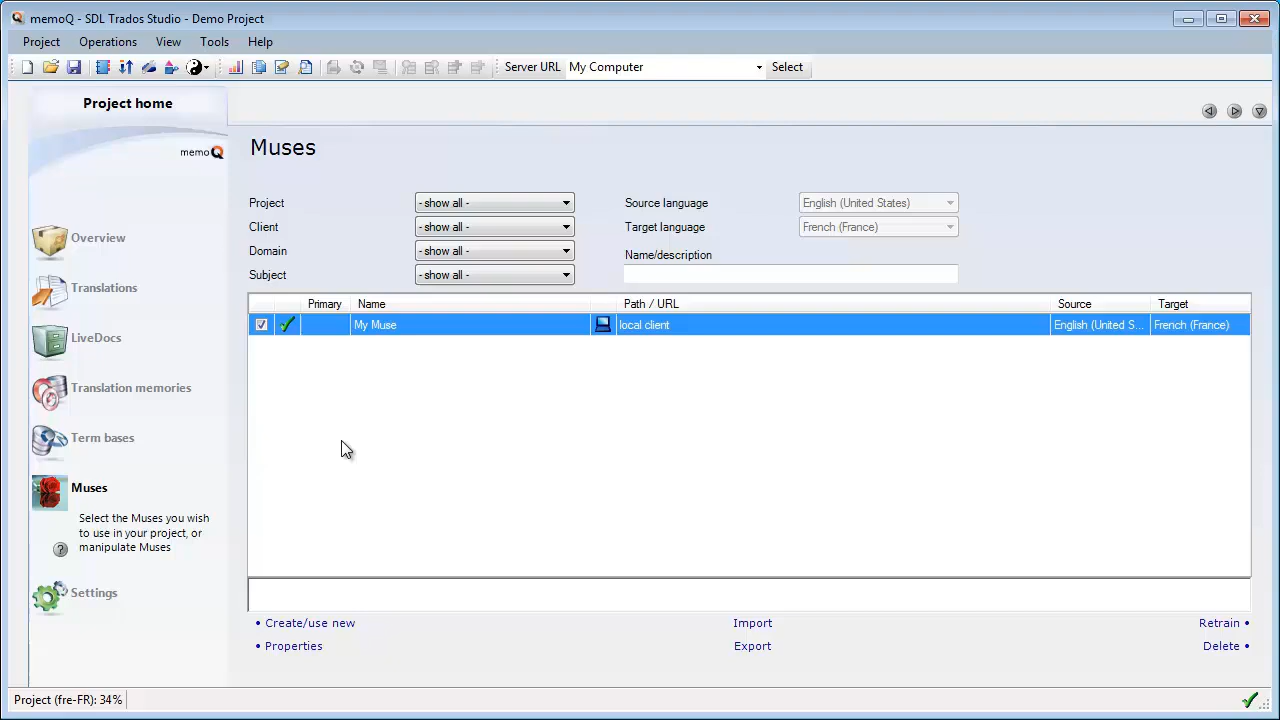 memoQ - SDL Trados Studio - Demo Project
Project Operations View Tools Help
Server URL My Computer Select
Project home
memoQ
Muses
Project - show all - Source language English (United States)
Client - show all - Target language French (France)
Domain - show all - Name/description
Subject - show all -
Primary Name Path / URL Source Target
My Muse local client English (United S... French (France)
Overview
Translations
LiveDocs
Translation memories
Term bases
Muses
Select the Muses you wish
to use in your project, or
manipulate Muses
Settings
• Create/use new Import Retrain •
• Properties Export Delete •
Project (fre-FR): 34%